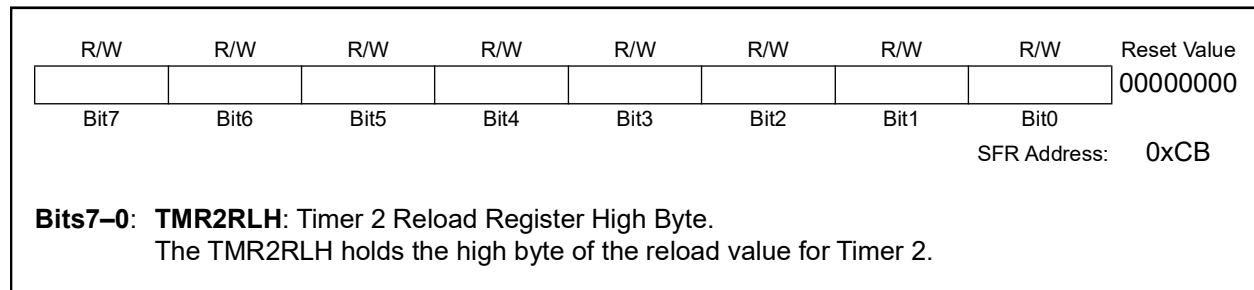 R/W R/W R/W R/W R/W R/W R/W R/W Reset Value
00000000
Bit7 Bit6 Bit5 Bit4 Bit3 Bit2 Bit1 Bit0
SFR Address: 0xCB
Bits7–0: TMR2RLH: Timer 2 Reload Register High Byte.
The TMR2RLH holds the high byte of the reload value for Timer 2.